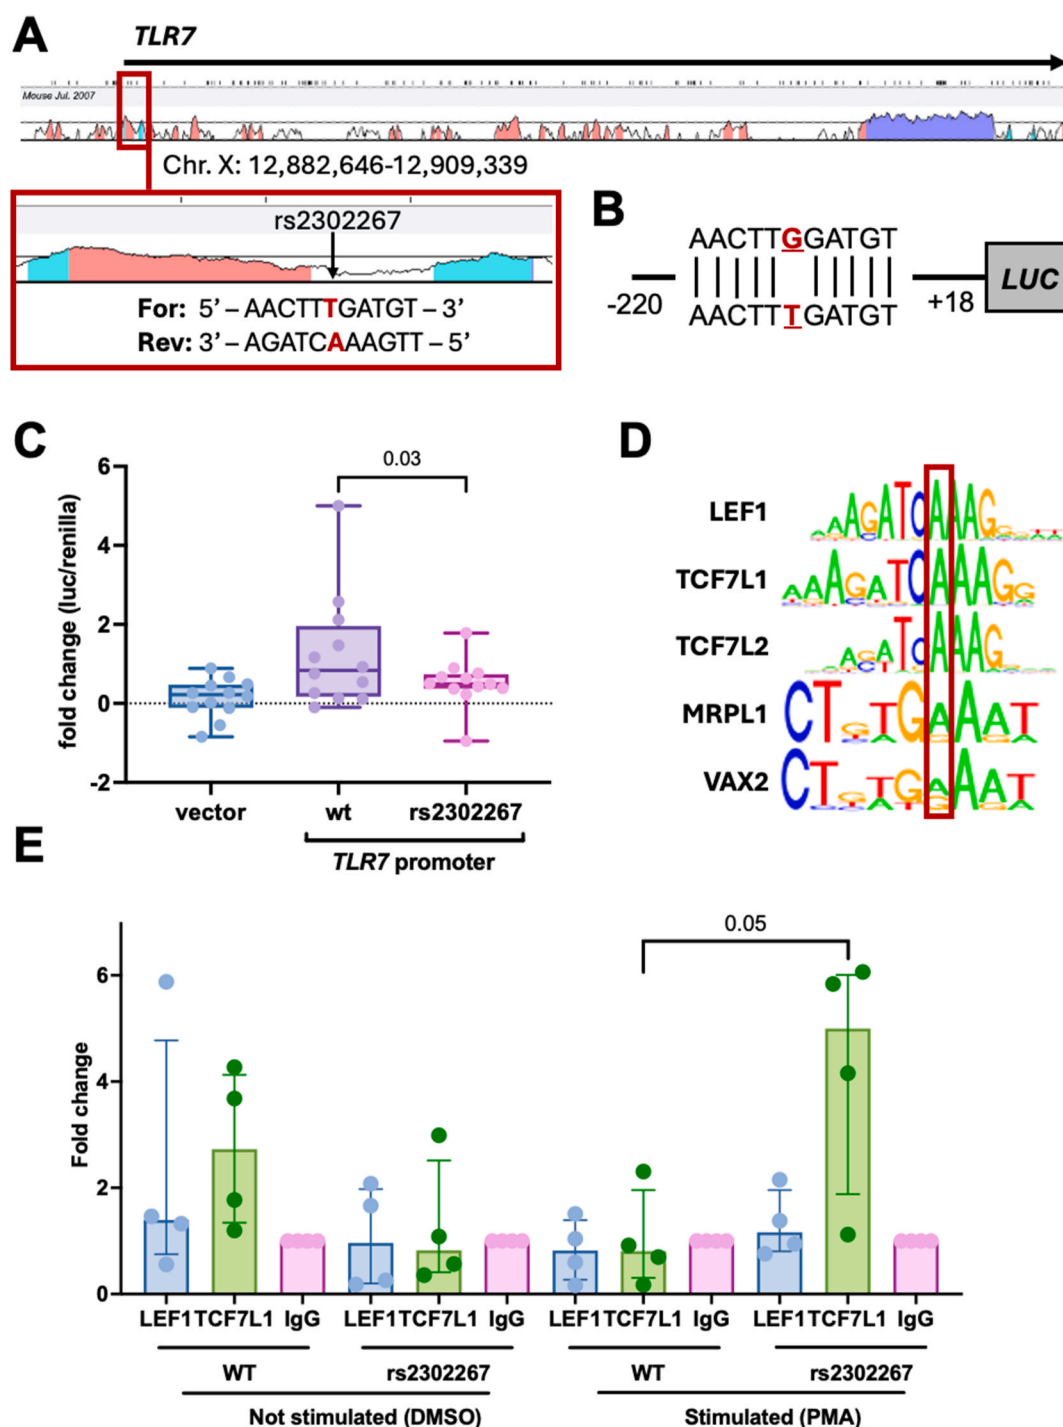 A
TLR7
Mouse Jul. 2007
Chr. X: 12,882,646-12,909,339
rs2302267
For: 5' – AACTTTGATGT – 3'
Rev: 3' – AGATCAAAGTT – 5'
B
AACTTGGATGT
-220
+18
LUC
AACTTTGATGT
C
6
4
2
0
-2
fold change (luc/renilla)
0.03
vector
wt
rs2302267
TLR7 promoter
D
LEF1
TCF7L1
TCF7L2
MRPL1
VAX2
E
6
4
2
0
Fold change
0.05
LEF1 TCF7L1 IgG LEF1 TCF7L1 IgG LEF1 TCF7L1 IgG LEF1 TCF7L1 IgG
WT rs2302267 WT rs2302267
Not stimulated (DMSO) Stimulated (PMA)